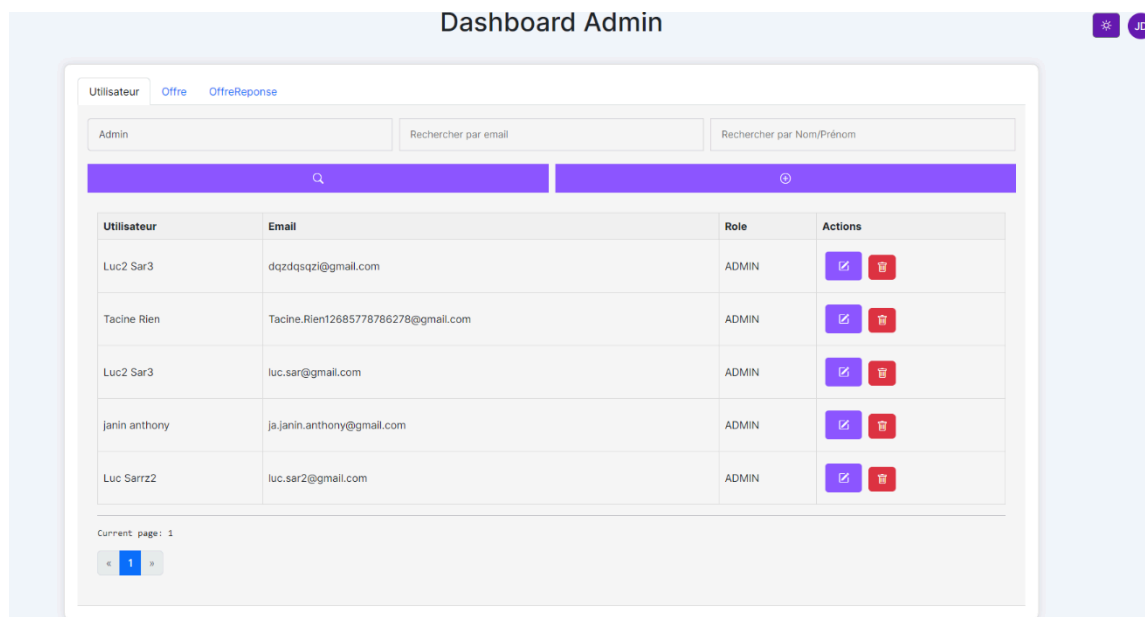 Dashboard Admin
JD
Utilisateur Offre OffreReponse
Admin Rechercher par email Rechercher par Nom/Prénom
Utilisateur Email Role Actions
Luc2 Sar3 dqzdqsqzi@gmail.com ADMIN
Tacine Rien Tacine.Rien12685778786278@gmail.com ADMIN
Luc2 Sar3 luc.sar@gmail.com ADMIN
janin anthony ja.janin.anthony@gmail.com ADMIN
Luc Sarrz2 luc.sar2@gmail.com ADMIN
Current page: 1
« 1 »